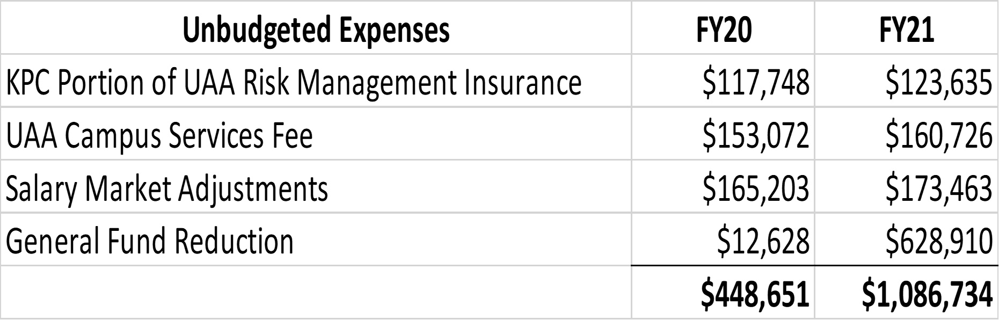 Unbudgeted Expenses FY20 FY21
KPC Portion of UAA Risk Management Insurance $117,748 $123,635
UAA Campus Services Fee $153,072 $160,726
Salary Market Adjustments $165,203 $173,463
General Fund Reduction $12,628 $628,910
$448,651 $1,086,734